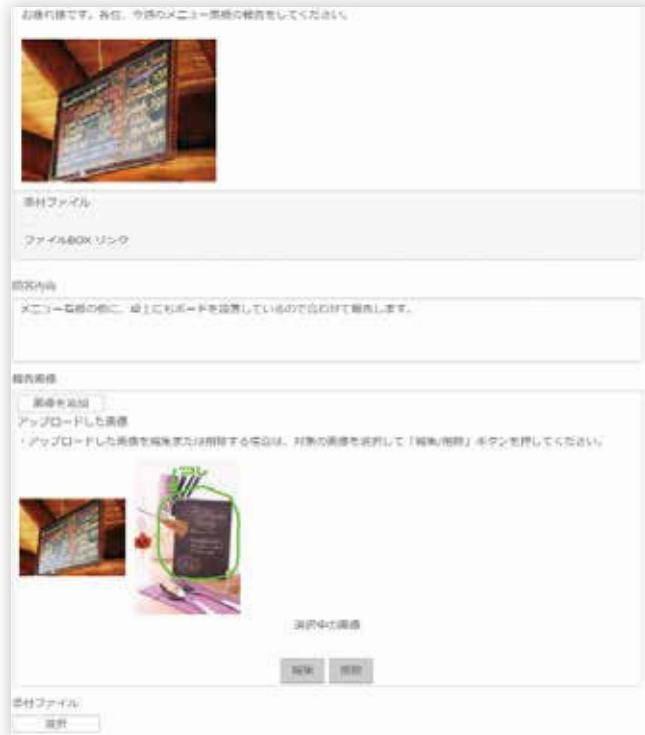 お疲れ様です。各位、今週のメニュー黒板の報告をしてください。
添付ファイル
ファイルBOX リンク
回答内容
メニュー看板の他に、卓上にもボードを設置しているので合わせて報告します。
報告画像
画像を追加
アップロードした画像
・アップロードした画像を編集または削除する場合は、対象の画像を選択して「編集/削除」ボタンを押してください。
選択中の画像
編集 削除
添付ファイル
選択